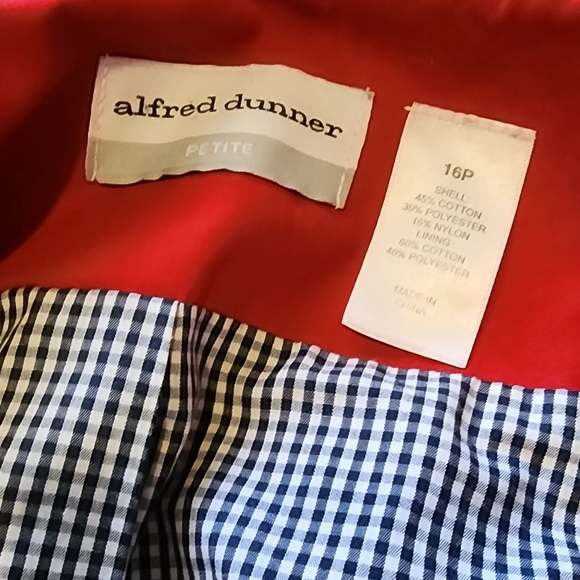 alfred dunner
PETITE
16P
SHELL
45% COTTON
39% POLYESTER
16% NYLON
LINING
60% COTTON
40% POLYESTER
MADE IN
CHINA